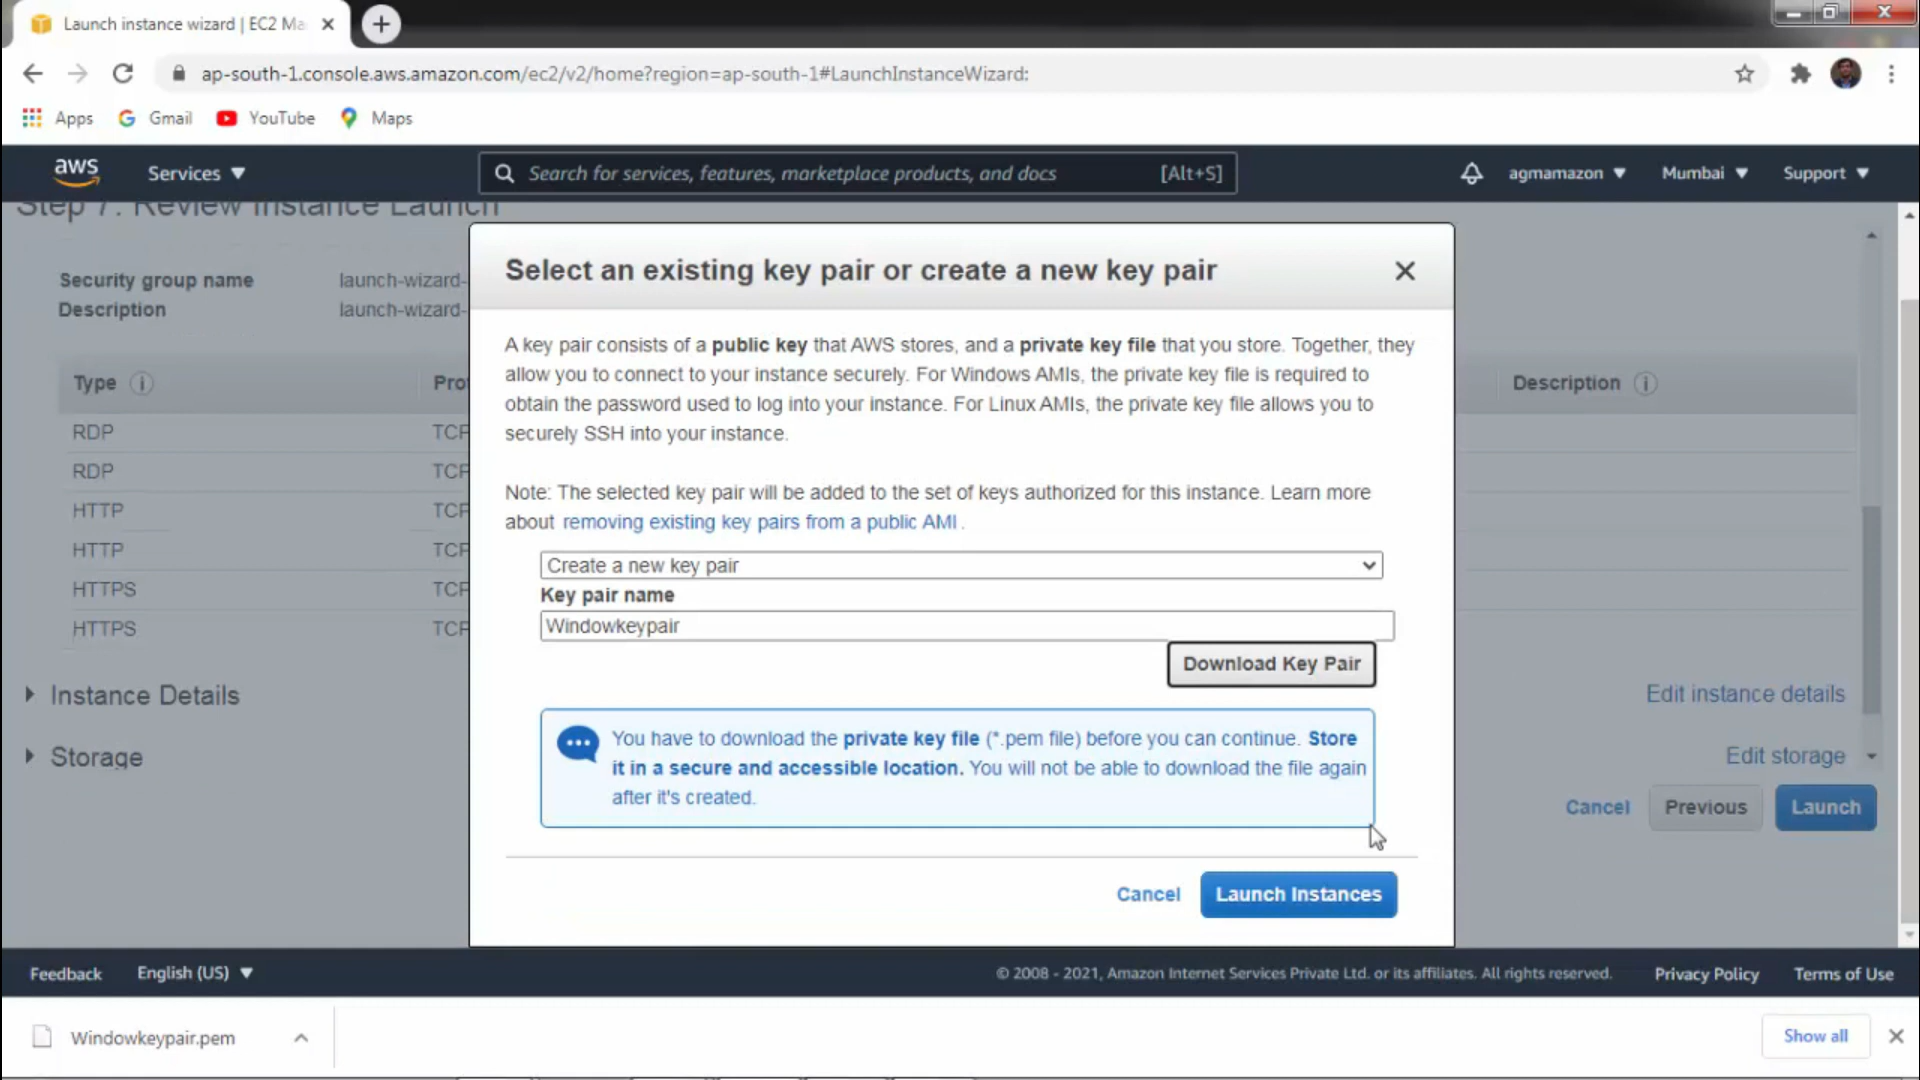 Launch instance wizard | EC2 Ma
ap-south-1.console.aws.amazon.com/ec2/v2/home?region=ap-south-1#LaunchInstanceWizard:
Apps Gmail YouTube Maps
aws Services Search for services, features, marketplace products, and docs [Alt+S] agmamazon Mumbai Support
Step 7: Review Instance Launch
Select an existing key pair or create a new key pair
Security group name launch-wizard-
Description launch-wizard-
A key pair consists of a public key that AWS stores, and a private key file that you store. Together, they
allow you to connect to your instance securely. For Windows AMIs, the private key file is required to
obtain the password used to log into your instance. For Linux AMIs, the private key file allows you to
securely SSH into your instance.
Type Pro Description
RDP TCP
RDP TCP
HTTP TCP
HTTP TCP
HTTPS TCP
HTTPS TCP
Note: The selected key pair will be added to the set of keys authorized for this instance. Learn more
about removing existing key pairs from a public AMI .
Create a new key pair
Key pair name
Windowkeypair
Download Key Pair
Instance Details Edit instance details
Storage Edit storage
You have to download the private key file (*.pem file) before you can continue. Store
it in a secure and accessible location. You will not be able to download the file again
after it's created.
Cancel Previous Launch
Cancel Launch Instances
Feedback English (US) © 2008 - 2021, Amazon Internet Services Private Ltd. or its affiliates. All rights reserved. Privacy Policy Terms of Use
Windowkeypair.pem Show all